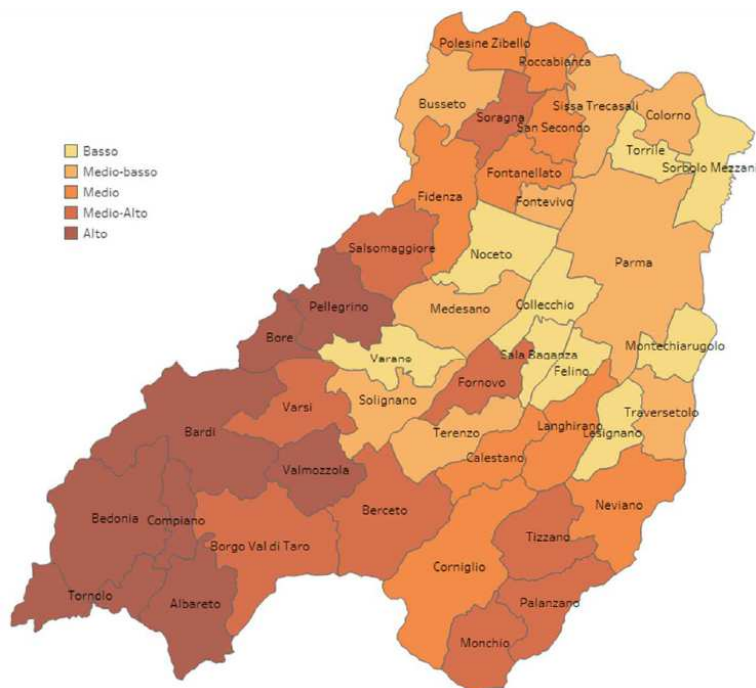 Polesine Zibello
Roccabianca
Busseto
Soragna
Sissa Trecasali
Colorno
San Secondo
Basso
Medio-basso
Medio
Medio-Alto
Alto
Torrile
Sorbolo Mezzani
Fontanellato
Fidenza
Fontevivo
Salsomaggiore
Noceto
Parma
Pellegrino
Medesano
Collecchio
Bore
Varano
Sala Baganza
Montechiarugolo
Felino
Fornovo
Solignano
Varsi
Traversetolo
Langhirano
Lesignano
Bardi
Terenzo
Calestano
Valmozzola
Neviano
Berceto
Bedonia
Compiano
Tizzano
Borgo Val di Taro
Corniglio
Tornolo
Albareto
Palanzano
Monchio